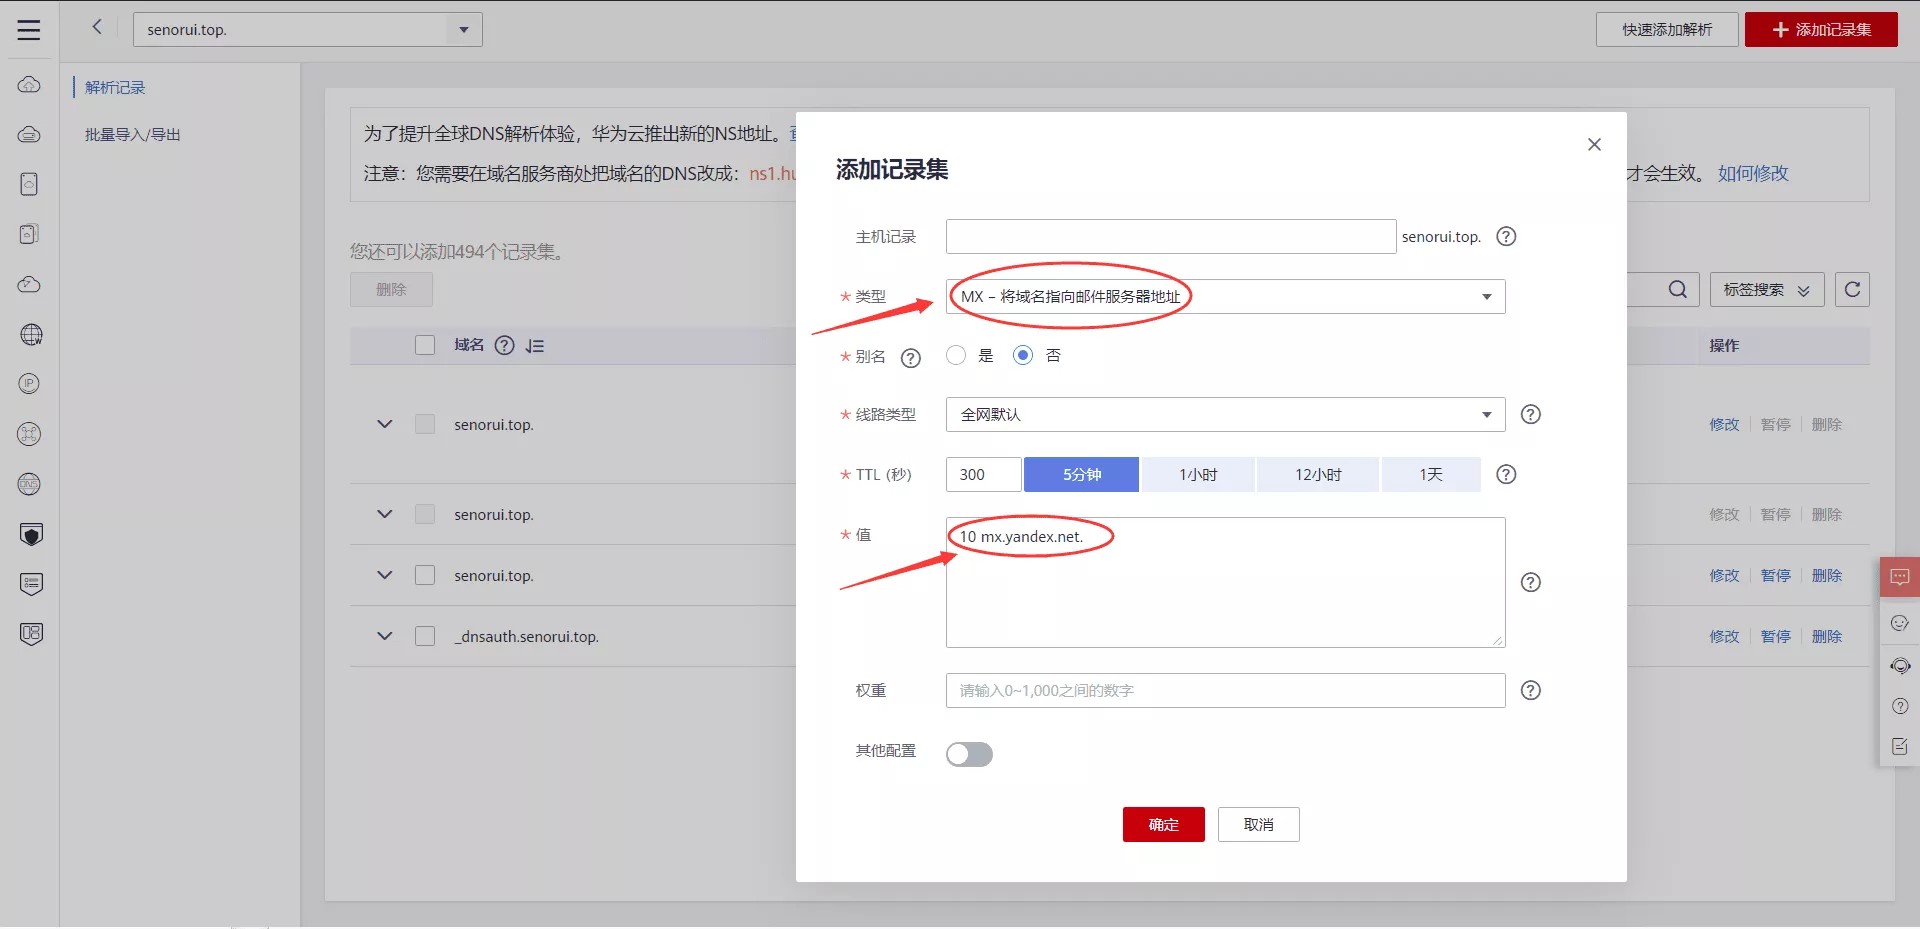 senorui.top.
快速添加解析
添加记录集
解析记录
批量导入/导出
为了提升全球DNS解析体验，华为云推出新的NS地址。
注意：您需要在域名服务商处把域名的DNS改成：ns1.hu
才会生效。 如何修改
您还可以添加494个记录集。
删除
标签搜索
域名
操作
senorui.top.
修改 暂停 删除
senorui.top.
修改 暂停 删除
senorui.top.
修改 暂停 删除
_dnsauth.senorui.top.
修改 暂停 删除
添加记录集
主机记录 senorui.top.
* 类型 MX – 将域名指向邮件服务器地址
* 别名 是 否
* 线路类型 全网默认
* TTL (秒) 300 5分钟 1小时 12小时 1天
* 值 10 mx.yandex.net.
权重 请输入0~1,000之间的数字
其他配置
确定 取消
IP
DNS